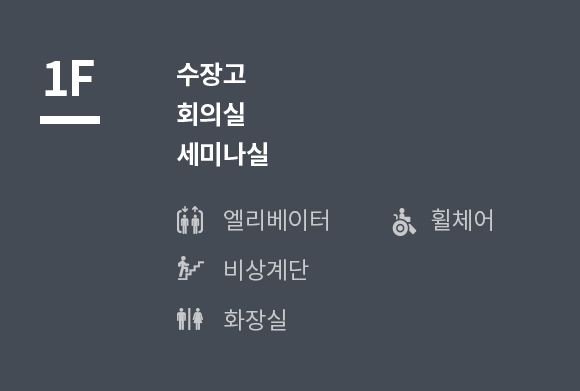 1F
수장고
회의실
세미나실
엘리베이터 휠체어
비상계단
화장실